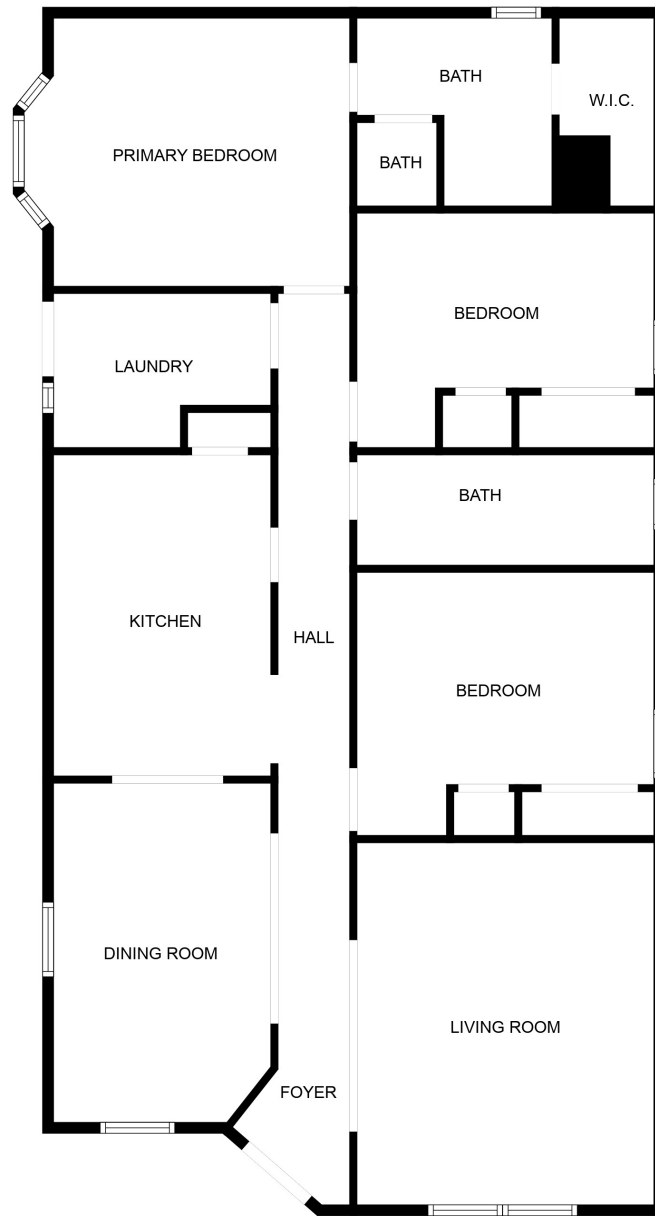 BATH
W.I.C.
PRIMARY BEDROOM
BATH
BEDROOM
LAUNDRY
BATH
KITCHEN
HALL
BEDROOM
DINING ROOM
LIVING ROOM
FOYER